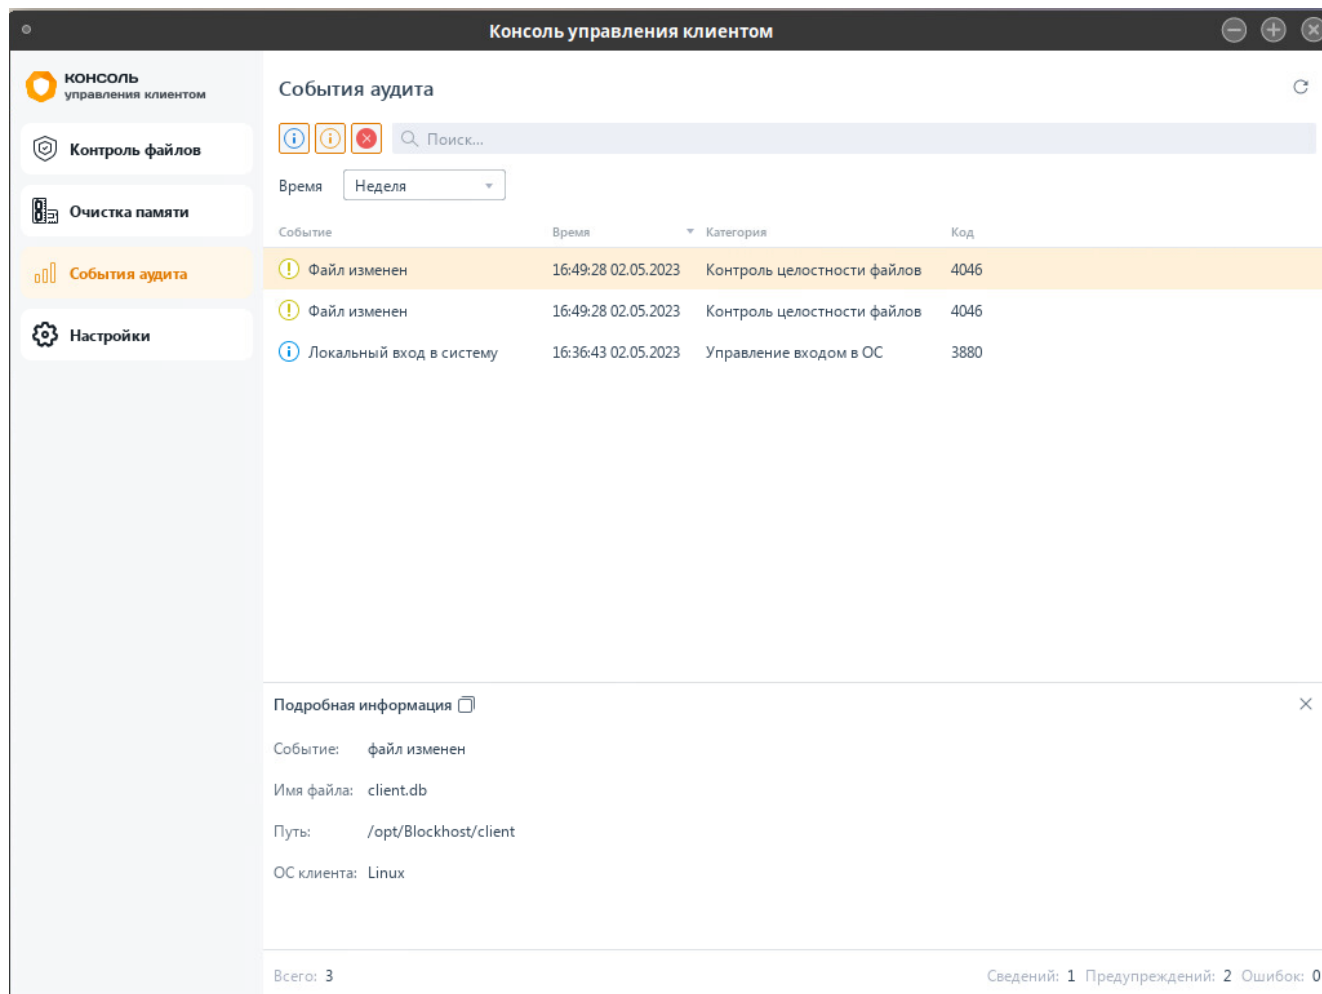 Консоль управления клиентом
КОНСОЛЬ
управления клиентом
Контроль файлов
Очистка памяти
События аудита
Настройки
События аудита
Поиск...
Время Неделя
Событие Время Категория Код
Файл изменен 16:49:28 02.05.2023 Контроль целостности файлов 4046
Файл изменен 16:49:28 02.05.2023 Контроль целостности файлов 4046
Локальный вход в систему 16:36:43 02.05.2023 Управление входом в ОС 3880
Подробная информация
Событие: файл изменен
Имя файла: client.db
Путь: /opt/Blockhost/client
ОС клиента: Linux
Всего: 3 Сведений: 1 Предупреждений: 2 Ошибок: 0